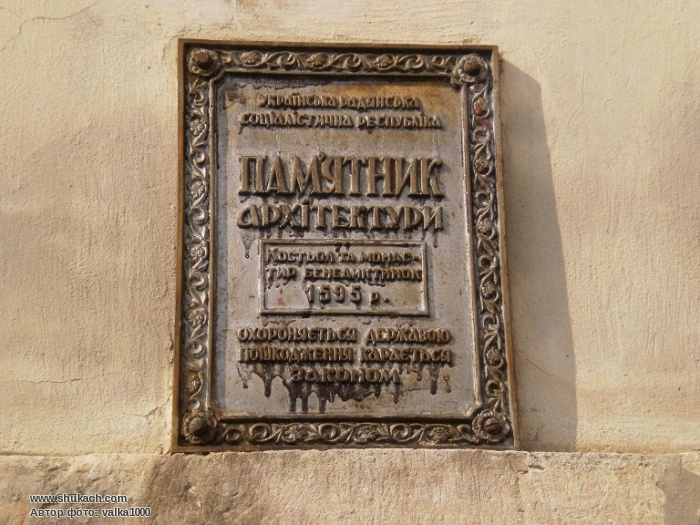 Українська радянська
соціалістична республіка
Пам'ятник
архітектури
Костьол та монас-
тир бенедиктинок
1595 р.
охороняється державою
пошкодження карається
законом
www.shukach.com
Автор фото: valka1000